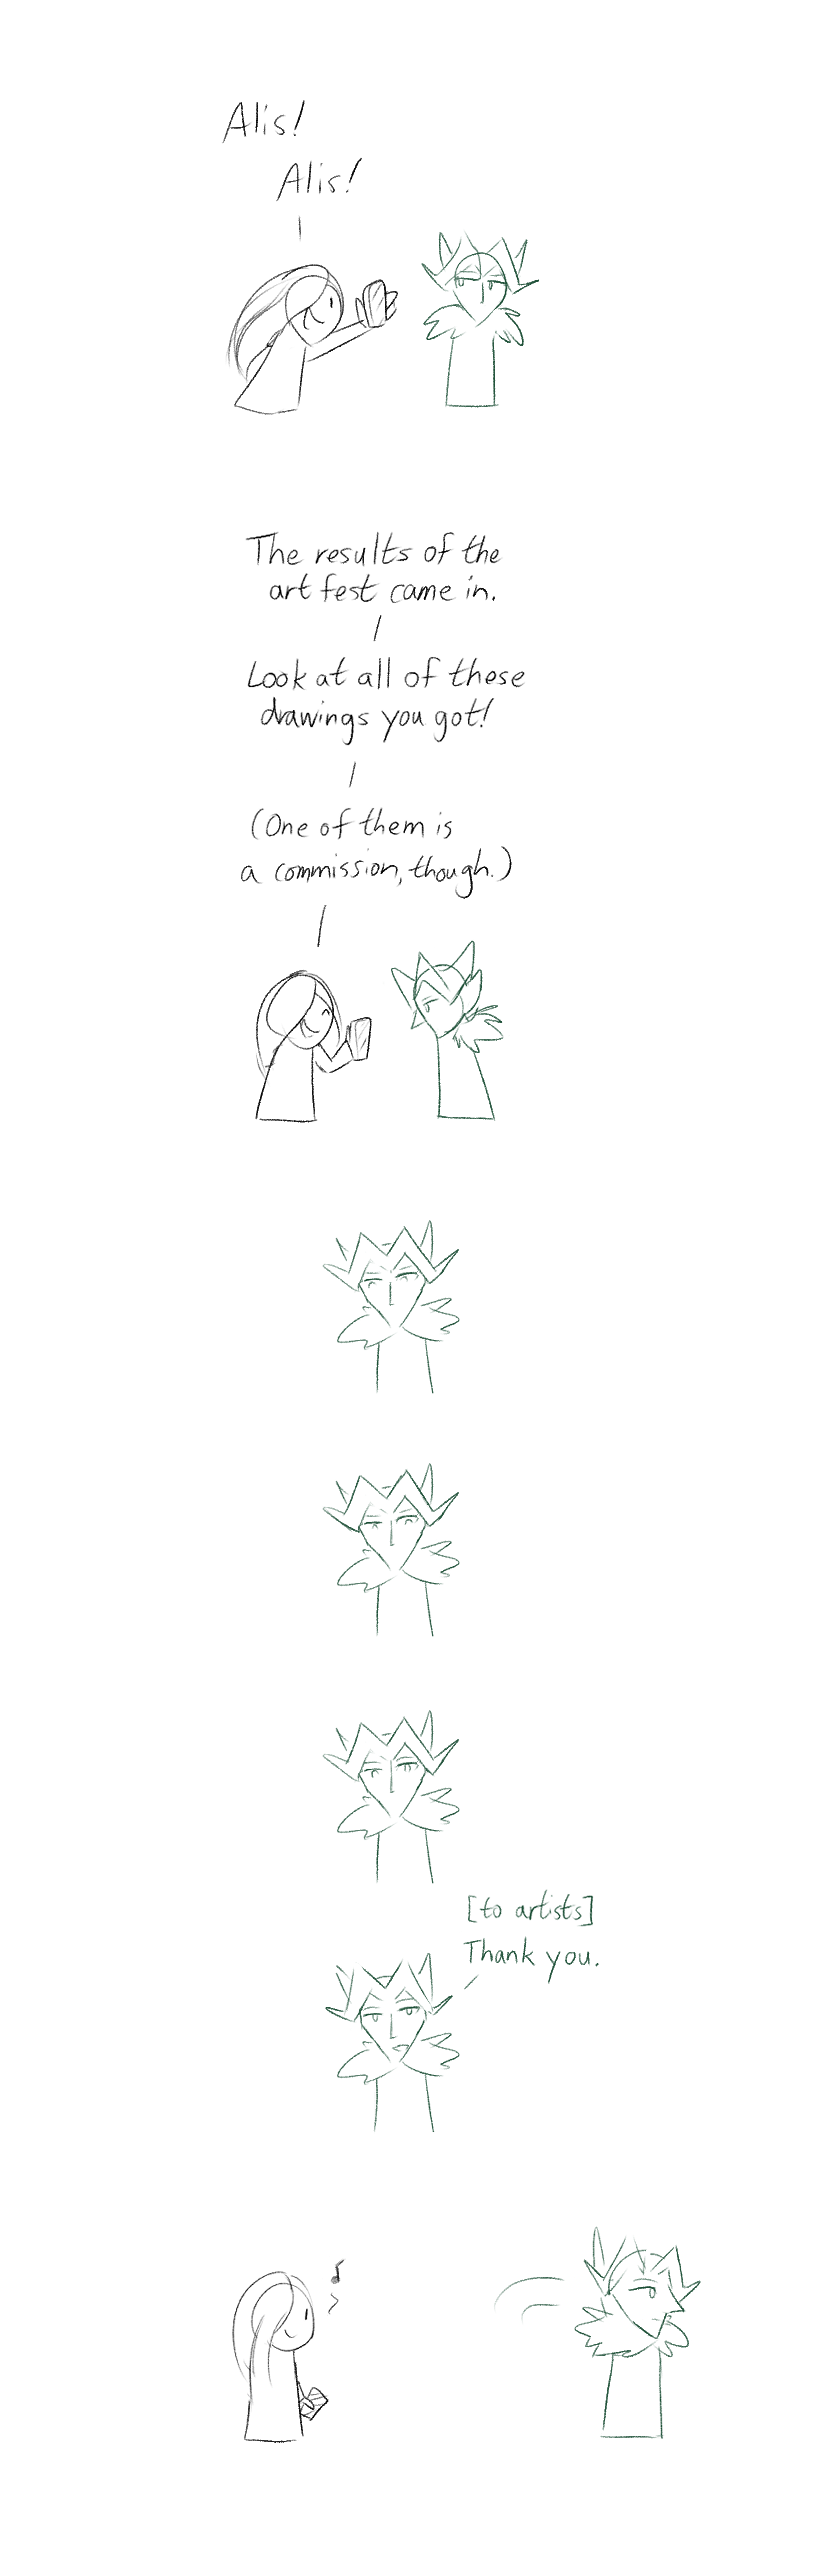 Alis!
Alis!
The results of the
art fest came in.
Look at all of these
drawings you got!
(One of them is
a commission, though.)
[to artists]
Thank you.